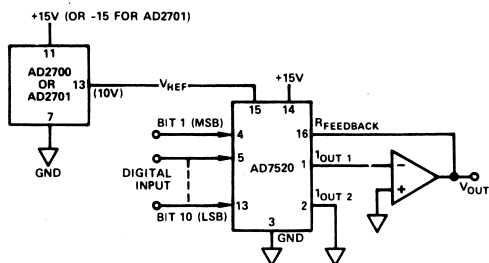 +15V (OR -15 FOR AD2701)
11
AD2700
OR
AD2701
13
(10V)
7
GND
VREF
+15V
15
14
BIT 1 (MSB)
4
RFEEDBACK
16
5
DIGITAL
INPUT
AD7520
1
IOUT 1
−
+
VOUT
BIT 10 (LSB)
13
2
IOUT 2
3
GND